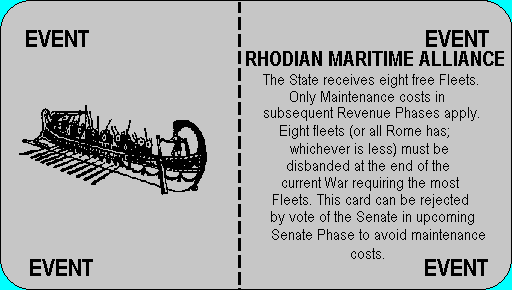 EVENT
EVENT
RHODIAN MARITIME ALLIANCE
The State receives eight free Fleets.
Only Maintenance costs in
subsequent Revenue Phases apply.
Eight fleets (or all Rome has;
whichever is less) must be
disbanded at the end of the
current War requiring the most
Fleets. This card can be rejected
by vote of the Senate in upcoming
Senate Phase to avoid maintenance
costs.
EVENT
EVENT